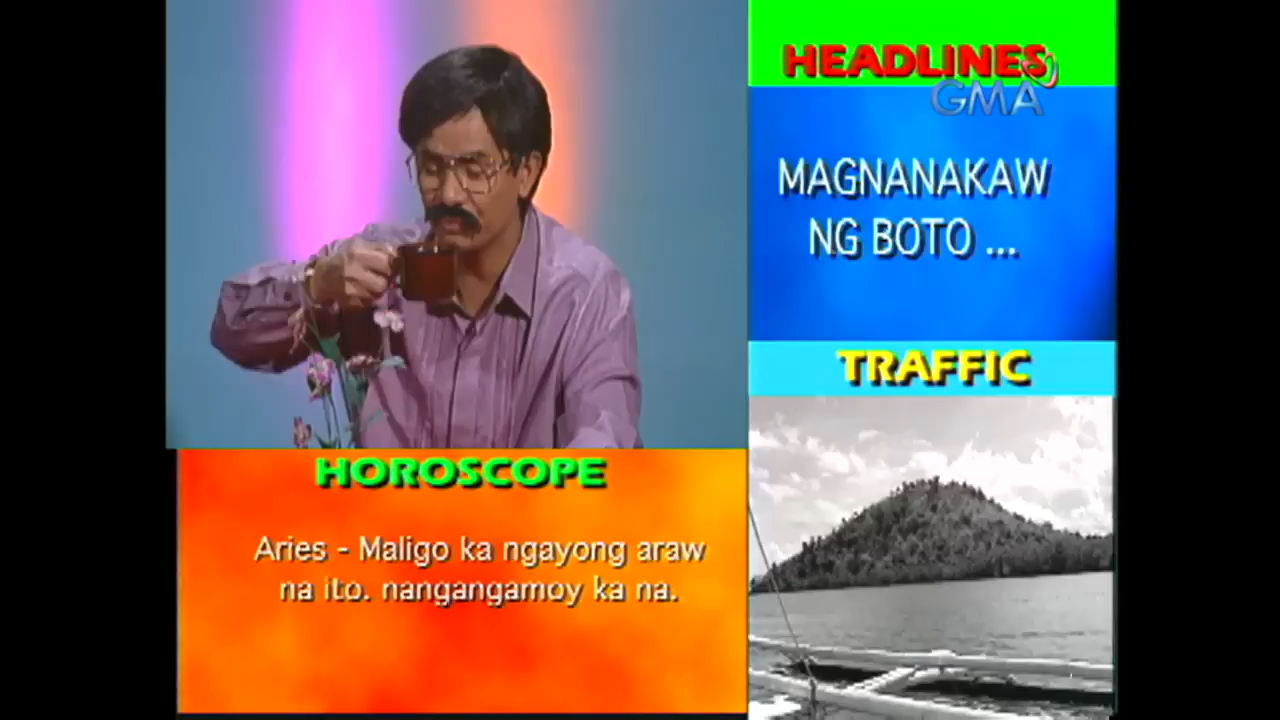 HEADLINES
GMA
MAGNANAKAW
NG BOTO ...
TRAFFIC
HOROSCOPE
Aries - Maligo ka ngayong araw
na ito. nangangamoy ka na.